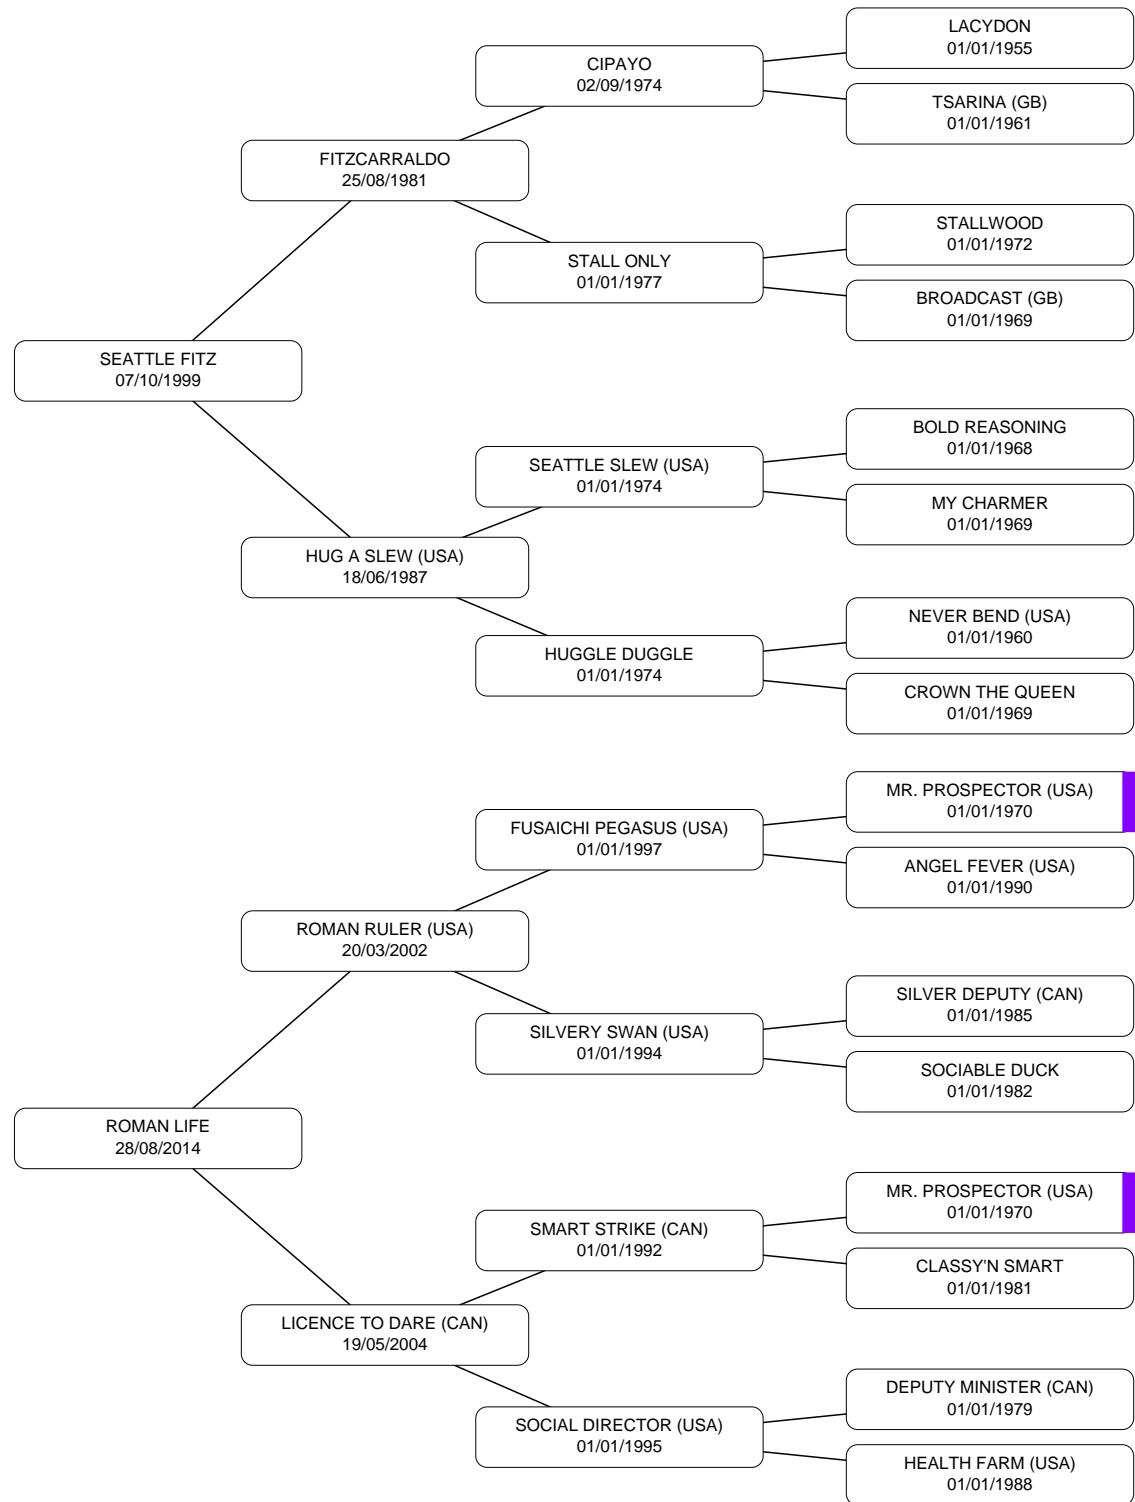 LACYDON
01/01/1955
CIPAYO
02/09/1974
TSARINA (GB)
01/01/1961
FITZCARRALDO
25/08/1981
STALLWOOD
01/01/1972
STALL ONLY
01/01/1977
BROADCAST (GB)
01/01/1969
SEATTLE FITZ
07/10/1999
BOLD REASONING
01/01/1968
SEATTLE SLEW (USA)
01/01/1974
MY CHARMER
01/01/1969
HUG A SLEW (USA)
18/06/1987
NEVER BEND (USA)
01/01/1960
HUGGLE DUGGLE
01/01/1974
CROWN THE QUEEN
01/01/1969
MR. PROSPECTOR (USA)
01/01/1970
FUSAICHI PEGASUS (USA)
01/01/1997
ANGEL FEVER (USA)
01/01/1990
ROMAN RULER (USA)
20/03/2002
SILVER DEPUTY (CAN)
01/01/1985
SILVERY SWAN (USA)
01/01/1994
SOCIABLE DUCK
01/01/1982
ROMAN LIFE
28/08/2014
MR. PROSPECTOR (USA)
01/01/1970
SMART STRIKE (CAN)
01/01/1992
CLASSY'N SMART
01/01/1981
LICENCE TO DARE (CAN)
19/05/2004
DEPUTY MINISTER (CAN)
01/01/1979
SOCIAL DIRECTOR (USA)
01/01/1995
HEALTH FARM (USA)
01/01/1988